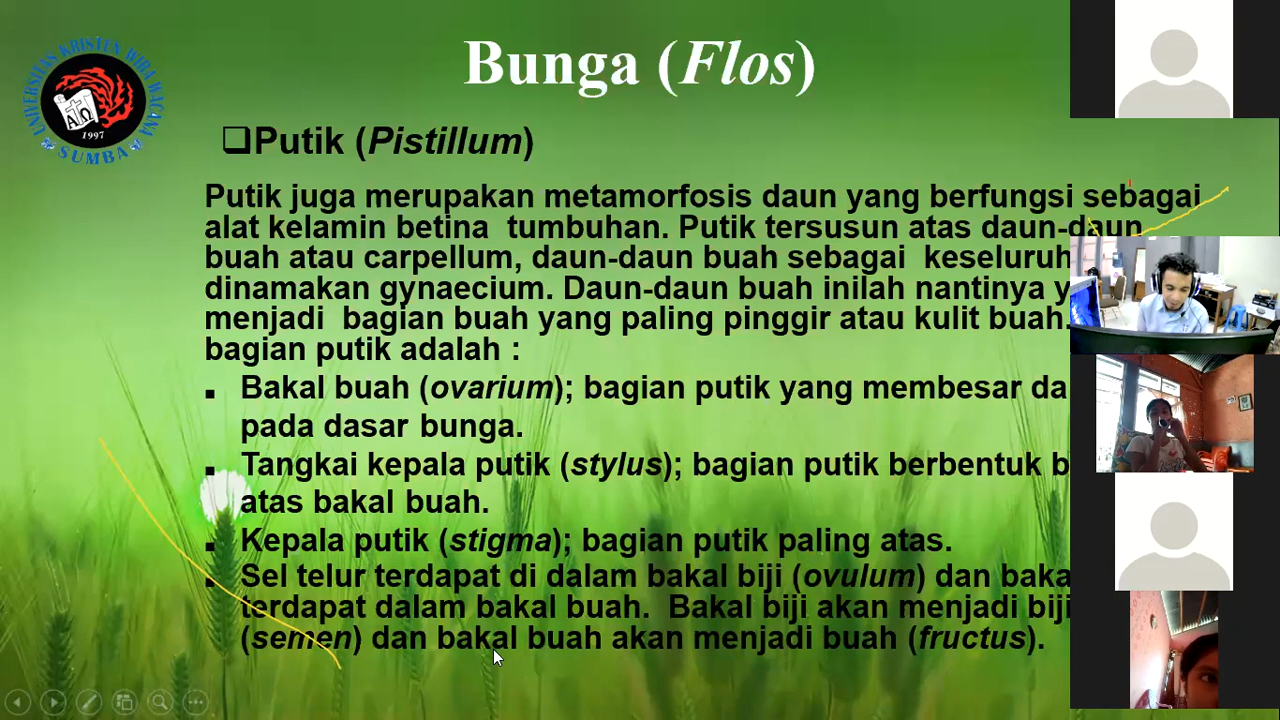 Bunga (Flos)
UNIVERSITAS KRISTEN WIRA WACANA
SUMBA
AΩ
1997
Putik (Pistillum)
Putik juga merupakan metamorfosis daun yang berfungsi sebagai
alat kelamin betina tumbuhan. Putik tersusun atas daun-daun
buah atau carpellum, daun-daun buah sebagai keseluruh
dinamakan gynaecium. Daun-daun buah inilah nantinya y
menjadi bagian buah yang paling pinggir atau kulit buah.
bagian putik adalah :
Bakal buah (ovarium); bagian putik yang membesar da
pada dasar bunga.
Tangkai kepala putik (stylus); bagian putik berbentuk b
atas bakal buah.
Kepala putik (stigma); bagian putik paling atas.
Sel telur terdapat di dalam bakal biji (ovulum) dan baka
terdapat dalam bakal buah. Bakal biji akan menjadi biji
(semen) dan bakal buah akan menjadi buah (fructus).